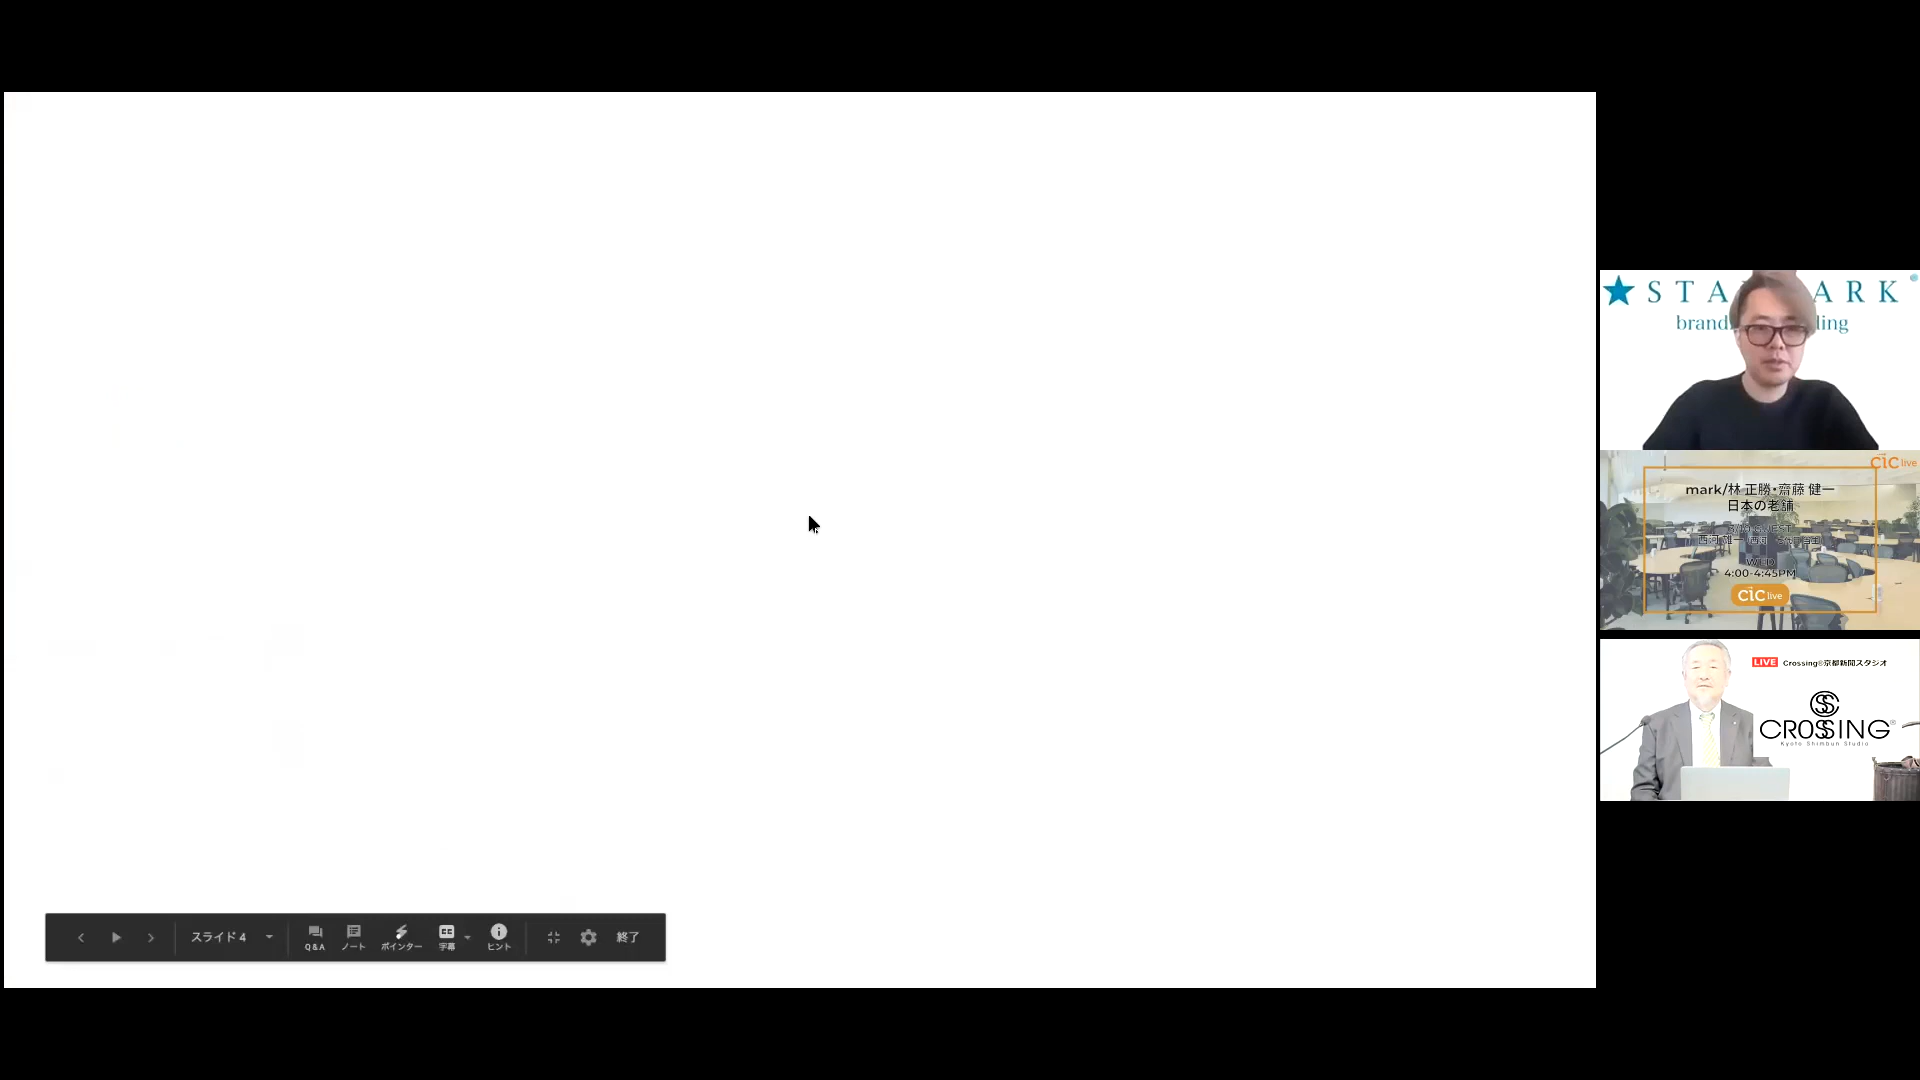 スライド 4
Q&A
ノート
ポインター
字幕
ヒント
終了
STA ARK
brand ling
CIC live
mark/林 正勝・齋藤 健一
日本の老舗
WED
4:00-4:45PM
CIC live
LIVE Crossing®京都新聞スタジオ
CROSSING®
Kyoto Shimbun Studio